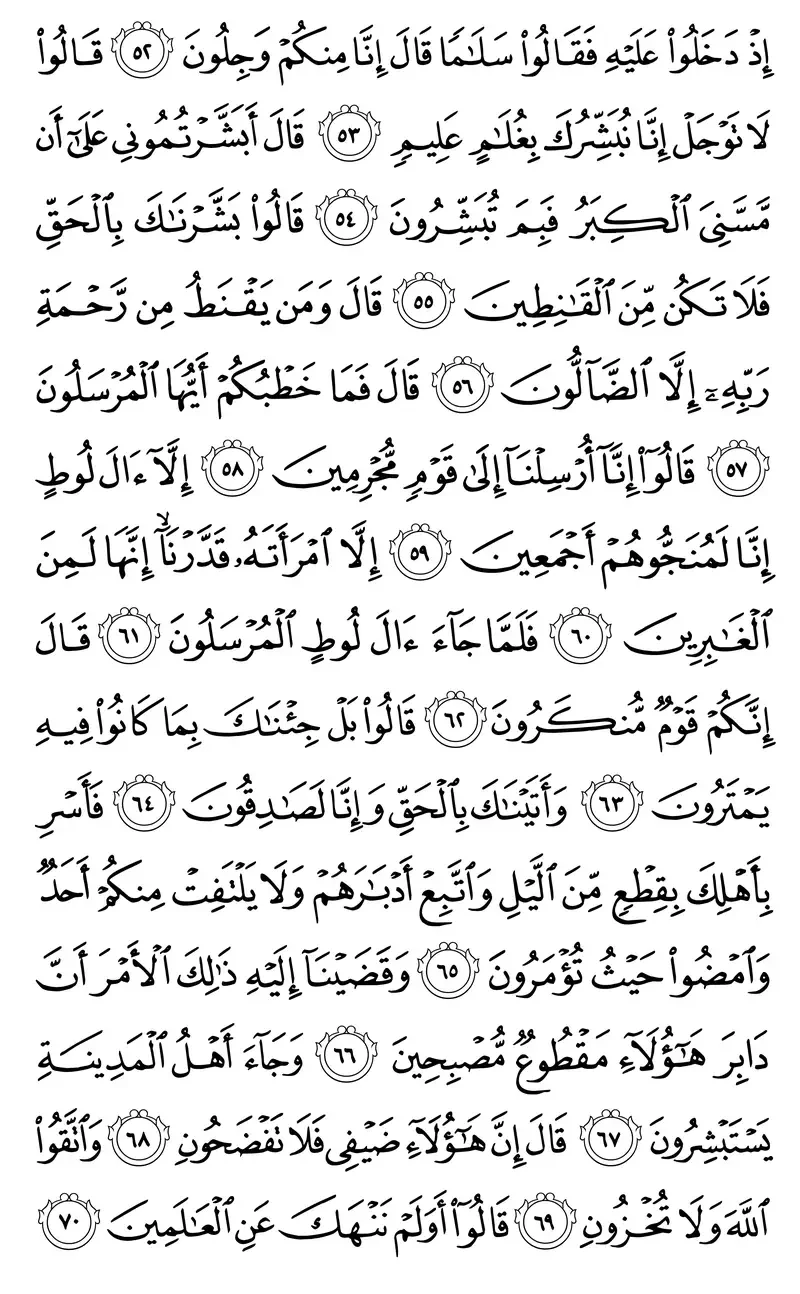 إِذۡ دَخَلُواْ عَلَيۡهِ فَقَالُواْ سَلَٰمٗا قَالَ إِنَّا مِنكُمۡ وَجِلُونَ ٥٢ قَالُواْ
لَا تَوۡجَلۡ إِنَّا نُبَشِّرُكَ بِغُلَٰمٍ عَلِيمٖ ٥٣ قَالَ أَبَشَّرۡتُمُونِي عَلَىٰٓ أَن
مَّسَّنِيَ ٱلۡكِبَرُ فَبِمَ تُبَشِّرُونَ ٥٤ قَالُواْ بَشَّرۡنَٰكَ بِٱلۡحَقِّ
فَلَا تَكُن مِّنَ ٱلۡقَٰنِطِينَ ٥٥ قَالَ وَمَن يَقۡنَطُ مِن رَّحۡمَةِ
رَبِّهِۦٓ إِلَّا ٱلضَّآلُّونَ ٥٦ قَالَ فَمَا خَطۡبُكُمۡ أَيُّهَا ٱلۡمُرۡسَلُونَ
٥٧ قَالُوٓاْ إِنَّآ أُرۡسِلۡنَآ إِلَىٰ قَوۡمٖ مُّجۡرِمِينَ ٥٨ إِلَّآ ءَالَ لُوطٍ
إِنَّا لَمُنَجُّوهُمۡ أَجۡمَعِينَ ٥٩ إِلَّا ٱمۡرَأَتَهُۥ قَدَّرۡنَآۙ إِنَّهَا لَمِنَ
ٱلۡغَٰبِرِينَ ٦٠ فَلَمَّا جَآءَ ءَالَ لُوطٍ ٱلۡمُرۡسَلُونَ ٦١ قَالَ
إِنَّكُمۡ قَوۡمٞ مُّنكَرُونَ ٦٢ قَالُواْ بَلۡ جِئۡنَٰكَ بِمَا كَانُواْ فِيهِ
يَمۡتَرُونَ ٦٣ وَأَتَيۡنَٰكَ بِٱلۡحَقِّ وَإِنَّا لَصَٰدِقُونَ ٦٤ فَأَسۡرِ
بِأَهۡلِكَ بِقِطۡعٖ مِّنَ ٱلَّيۡلِ وَٱتَّبِعۡ أَدۡبَٰرَهُمۡ وَلَا يَلۡتَفِتۡ مِنكُمۡ أَحَدٞ
وَٱمۡضُواْ حَيۡثُ تُؤۡمَرُونَ ٦٥ وَقَضَيۡنَآ إِلَيۡهِ ذَٰلِكَ ٱلۡأَمۡرَ أَنَّ
دَابِرَ هَٰٓؤُلَآءِ مَقۡطُوعٞ مُّصۡبِحِينَ ٦٦ وَجَآءَ أَهۡلُ ٱلۡمَدِينَةِ
يَسۡتَبۡشِرُونَ ٦٧ قَالَ إِنَّ هَٰٓؤُلَآءِ ضَيۡفِي فَلَا تَفۡضَحُونِ ٦٨ وَٱتَّقُواْ
ٱللَّهَ وَلَا تُخۡزُونِ ٦٩ قَالُوٓاْ أَوَلَمۡ نَنۡهَكَ عَنِ ٱلۡعَٰلَمِينَ ٧٠